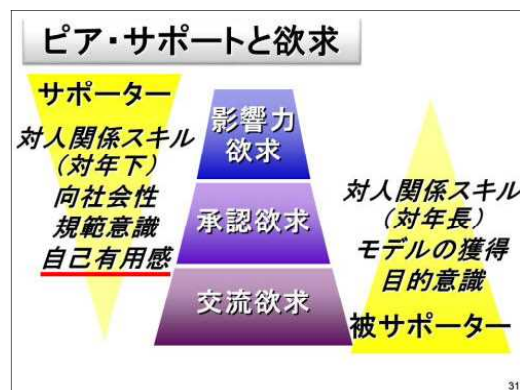 ピア・サポートと欲求
サポーター
対人関係スキル
(対年下)
向社会性
規範意識
自己有用感
影響力
欲求
承認欲求
交流欲求
対人関係スキル
(対年長)
モデルの獲得
目的意識
被サポーター
31